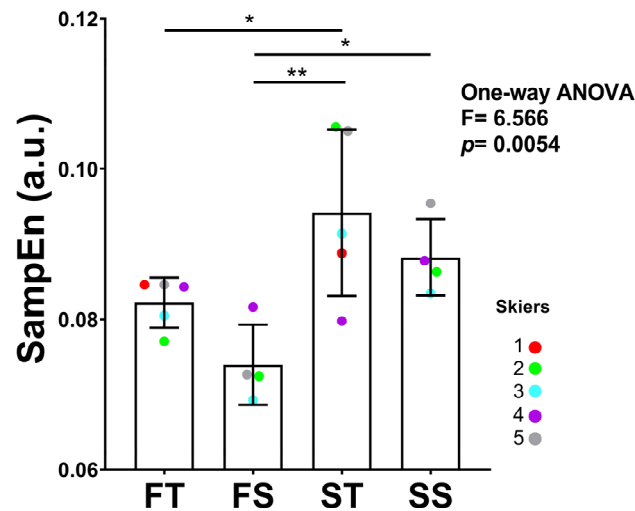 0.12
*
*
**
One-way ANOVA
F= 6.566
p= 0.0054
0.10
SampEn (a.u.)
0.08
Skiers
1
2
3
4
5
0.06
FT FS ST SS